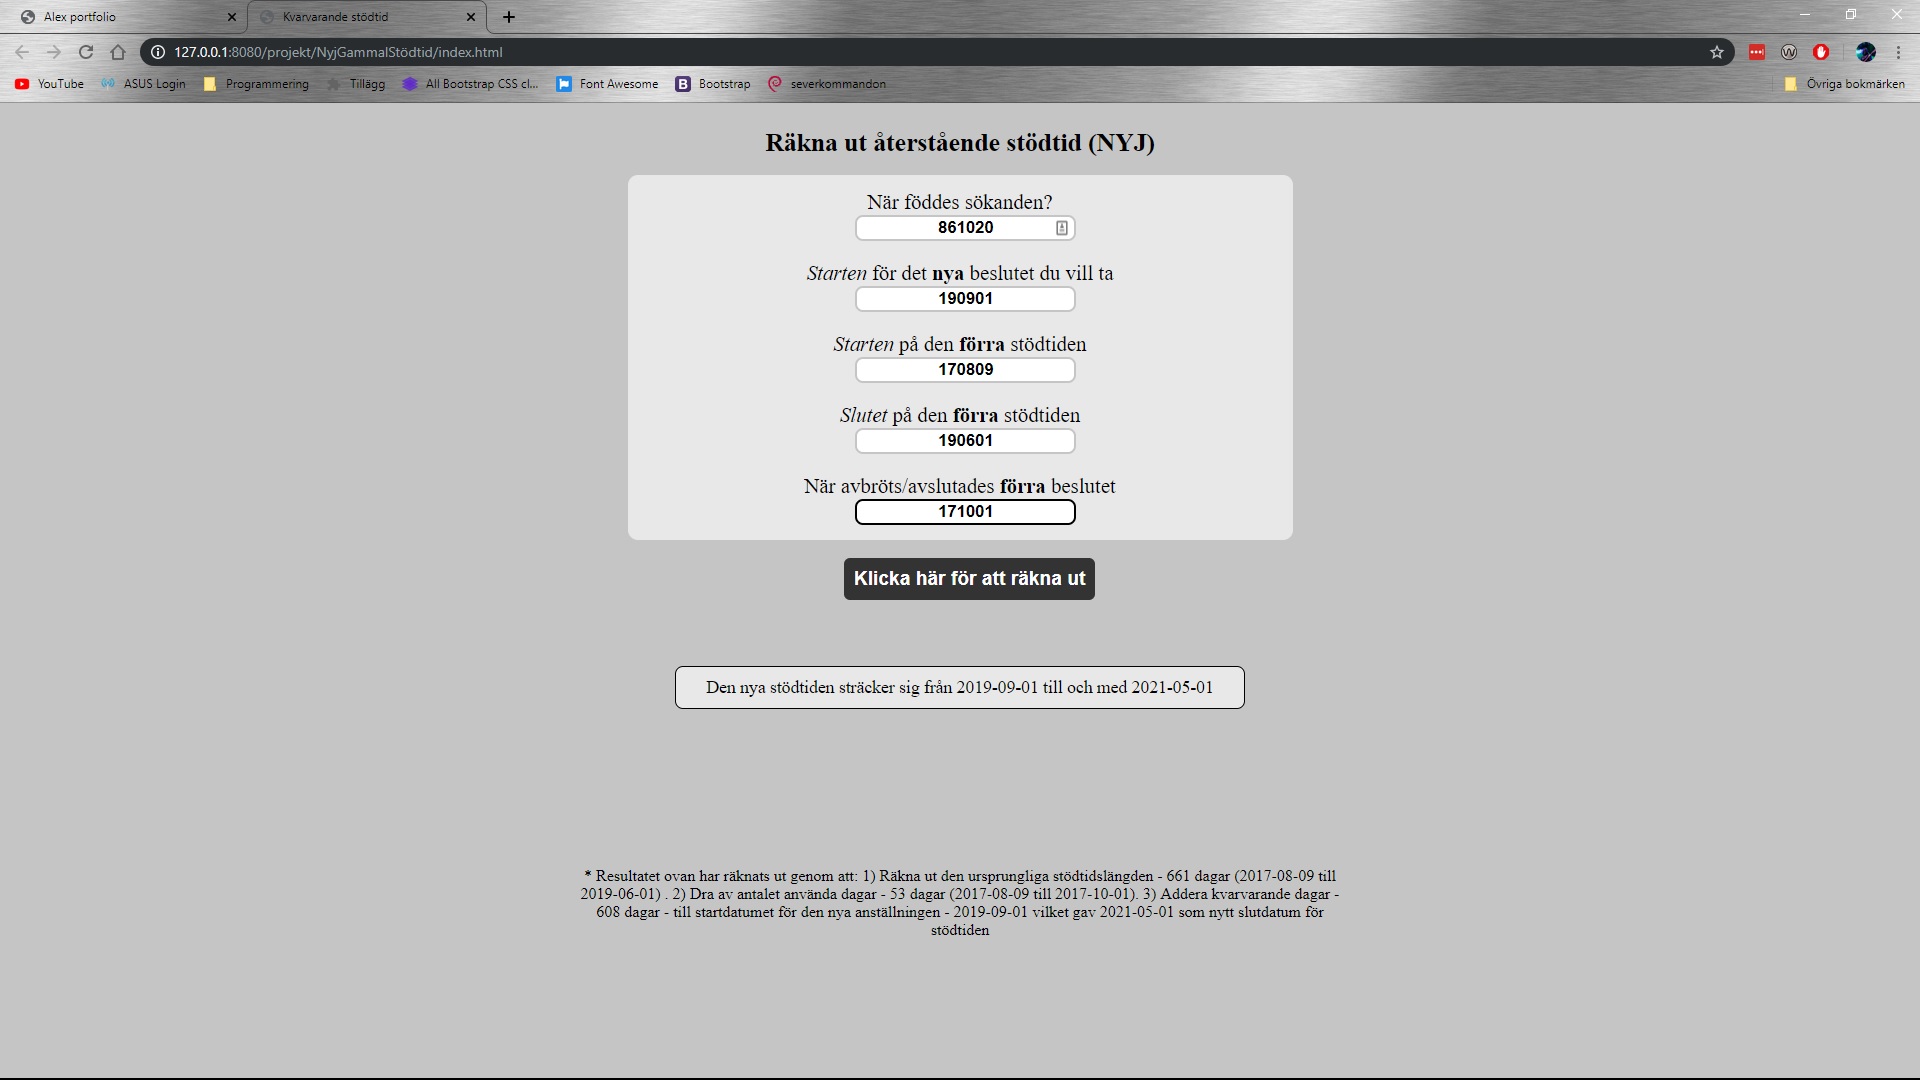 Alex portfolio
Kvarvarande stödtid
127.0.0.1:8080/projekt/NyjGammalStödtid/index.html
YouTube ASUS Login Programmering Tillägg All Bootstrap CSS cl... Font Awesome Bootstrap severkommandon Övriga bokmärken
Räkna ut återstående stödtid (NYJ)
När föddes sökanden?
861020
Starten för det nya beslutet du vill ta
190901
Starten på den förra stödtiden
170809
Slutet på den förra stödtiden
190601
När avbröts/avslutades förra beslutet
171001
Klicka här för att räkna ut
Den nya stödtiden sträcker sig från 2019-09-01 till och med 2021-05-01
* Resultatet ovan har räknats ut genom att: 1) Räkna ut den ursprungliga stödtidslängden - 661 dagar (2017-08-09 till
2019-06-01) . 2) Dra av antalet använda dagar - 53 dagar (2017-08-09 till 2017-10-01). 3) Addera kvarvarande dagar -
608 dagar - till startdatumet för den nya anställningen - 2019-09-01 vilket gav 2021-05-01 som nytt slutdatum för
stödtiden